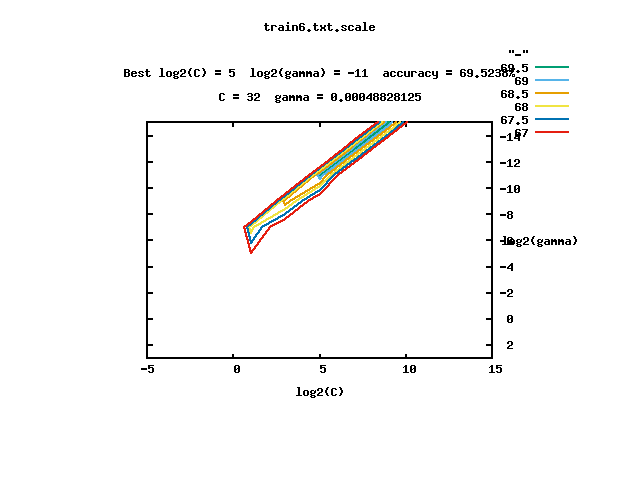 train6.txt.scale
"-"
Best log2(C) = 5  log2(gamma) = -11  accuracy = 69.5238%
69.5
69
68.5
68
67.5
67
C = 32  gamma = 0.00048828125
-14
-12
-10
-8
-6
log2(gamma)
-4
-2
0
2
-5 0 5 10 15
log2(C)